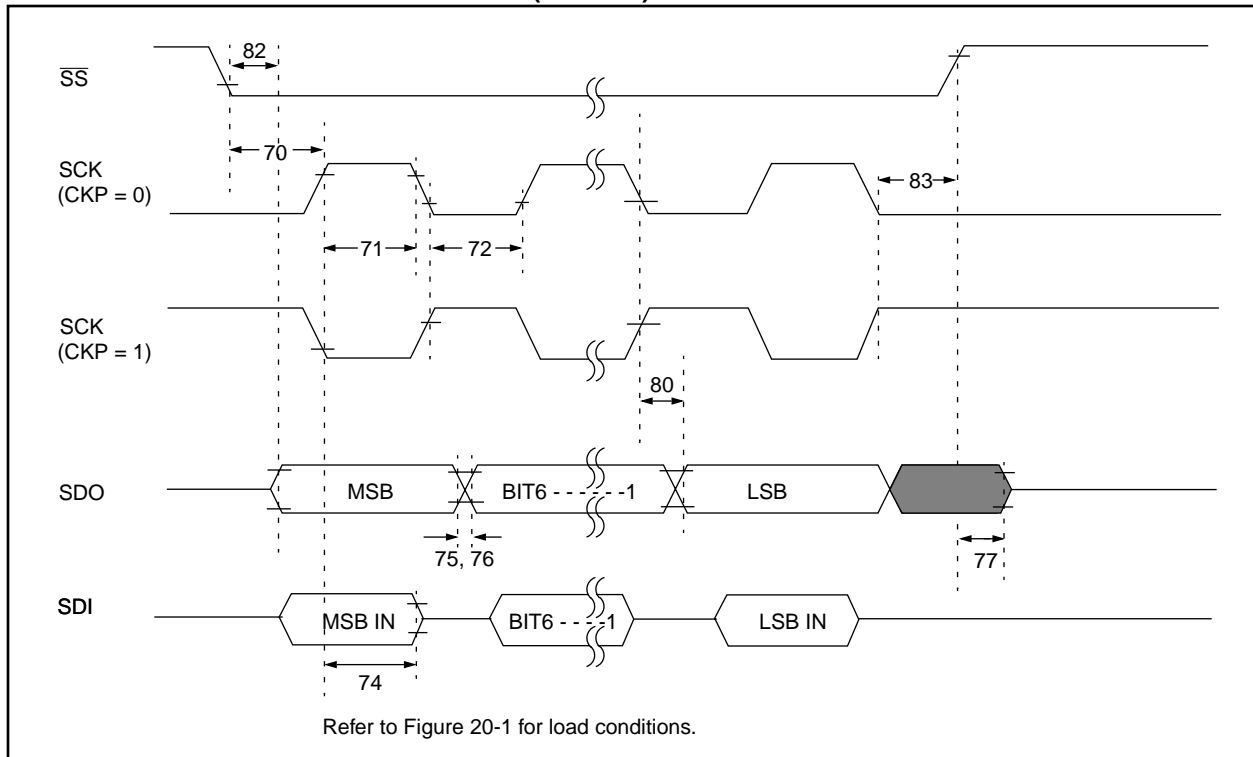 82
SS
70
SCK
(CKP = 0)
83
71
72
SCK
(CKP = 1)
80
SDO
MSB
BIT6 - - - - - -1
LSB
75, 76
77
SDI
MSB IN
BIT6 - - - -1
LSB IN
74
Refer to Figure 20-1 for load conditions.